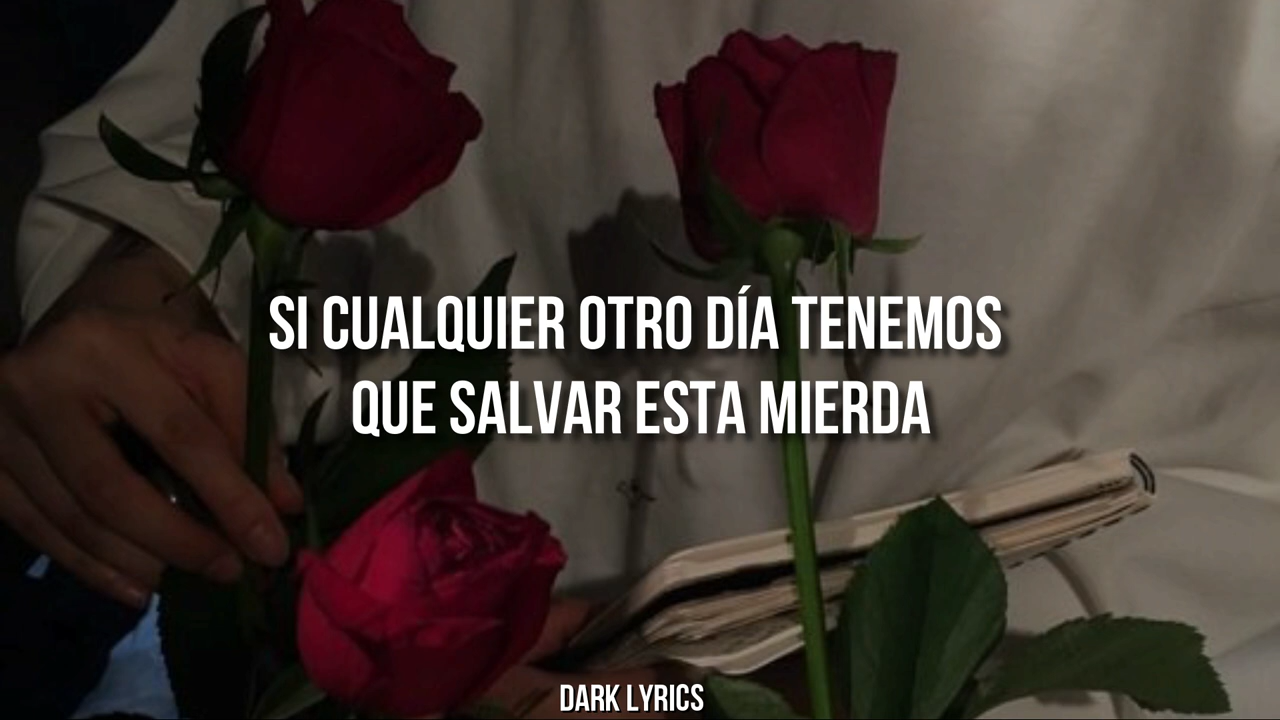 SI CUALQUIER OTRO DÍA TENEMOS
QUE SALVAR ESTA MIERDA
DARK LYRICS